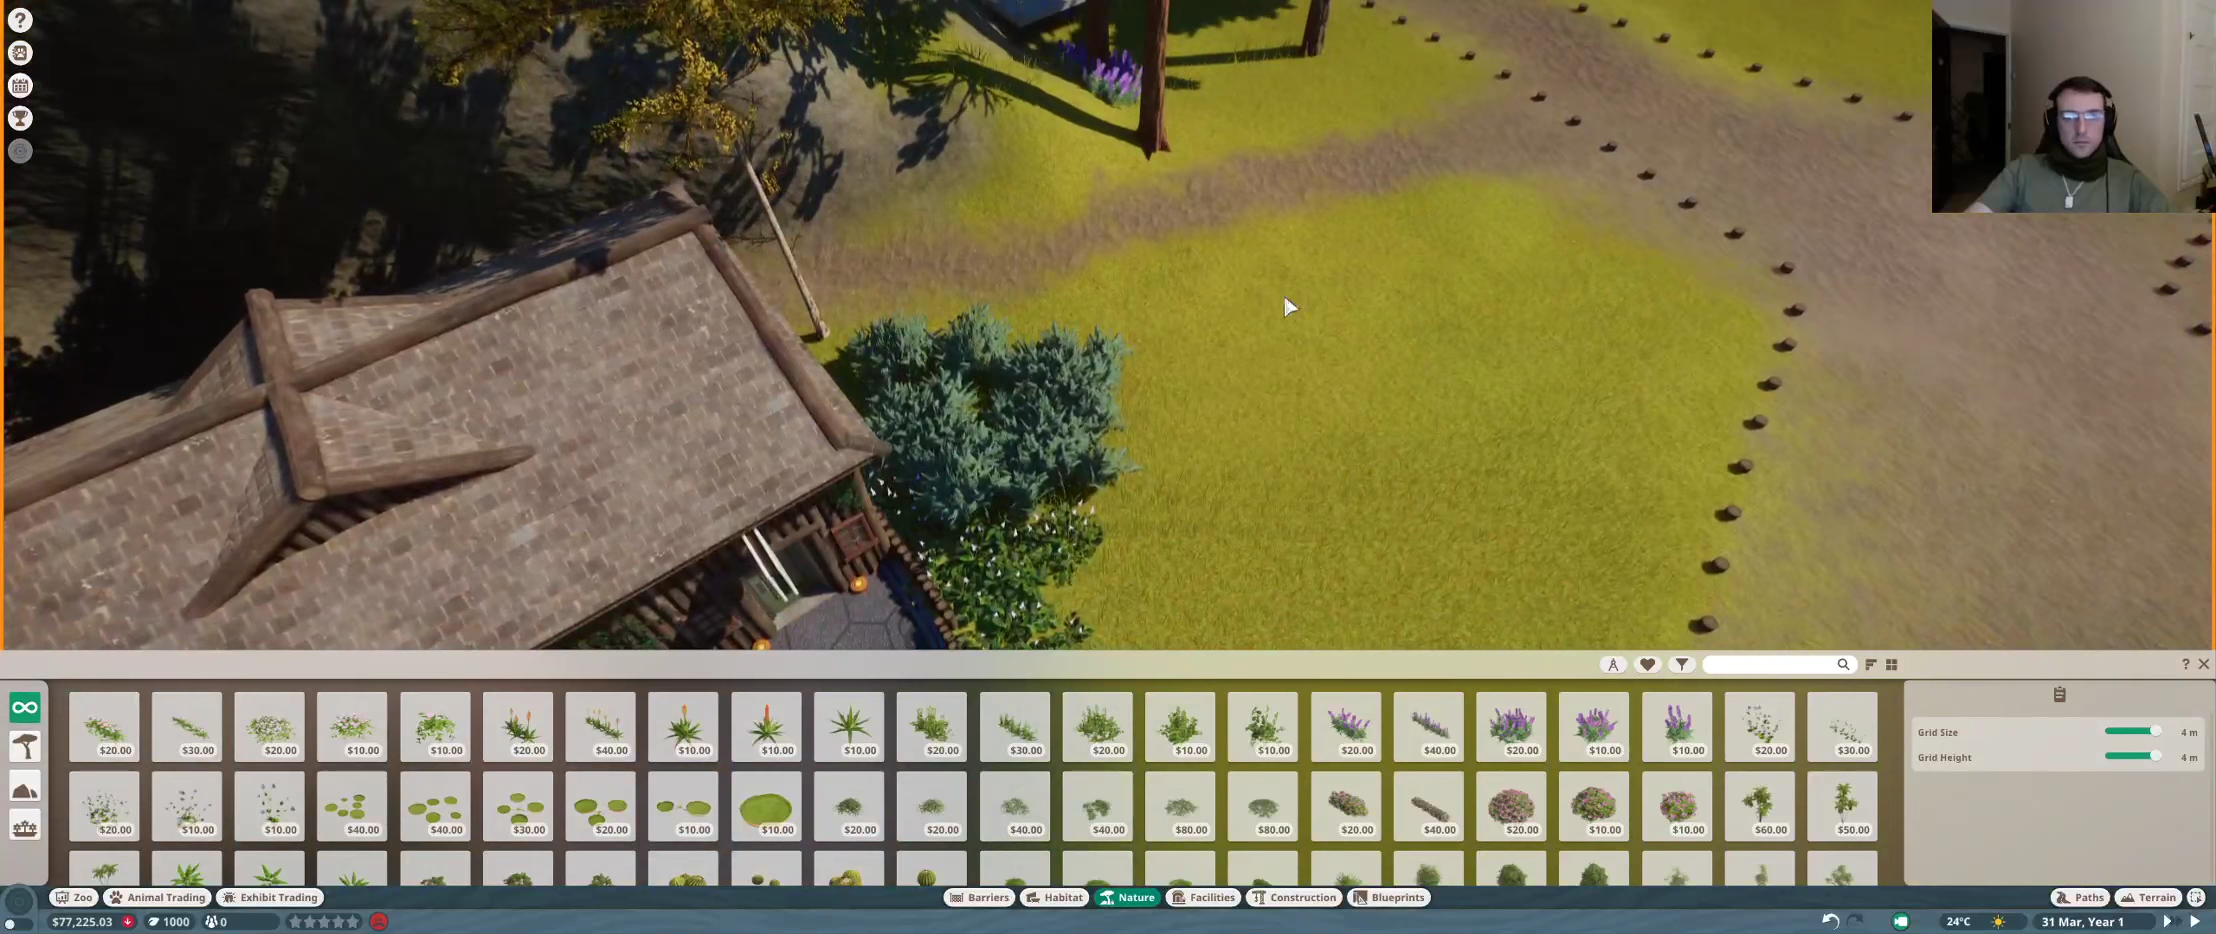 ?
Grid Size 4 m
Grid Height 4 m
$20.00 $30.00 $20.00 $10.00 $10.00 $20.00 $40.00 $10.00 $10.00 $10.00 $20.00 $30.00 $20.00 $10.00 $10.00 $20.00 $40.00 $20.00 $10.00 $10.00 $20.00 $30.00
$20.00 $10.00 $10.00 $40.00 $40.00 $30.00 $20.00 $10.00 $10.00 $20.00 $20.00 $40.00 $40.00 $80.00 $80.00 $20.00 $40.00 $20.00 $10.00 $10.00 $60.00 $50.00
Zoo Animal Trading Exhibit Trading Barriers Habitat Nature Facilities Construction Blueprints Paths Terrain
$77,225.03 1000 0 24°C 31 Mar, Year 1